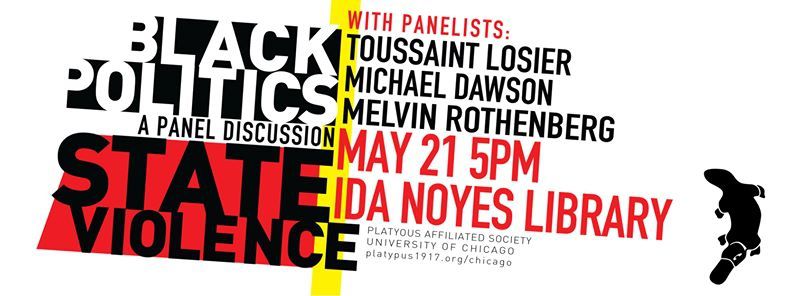 BLACK
POLITICS
A PANEL DISCUSSION
STATE
VIOLENCE
WITH PANELISTS:
TOUSSAINT LOSIER
MICHAEL DAWSON
MELVIN ROTHENBERG
MAY 21 5PM
IDA NOYES LIBRARY
PLATYOUS AFFILIATED SOCIETY
UNIVERSITY OF CHICAGO
platypus1917.org/chicago